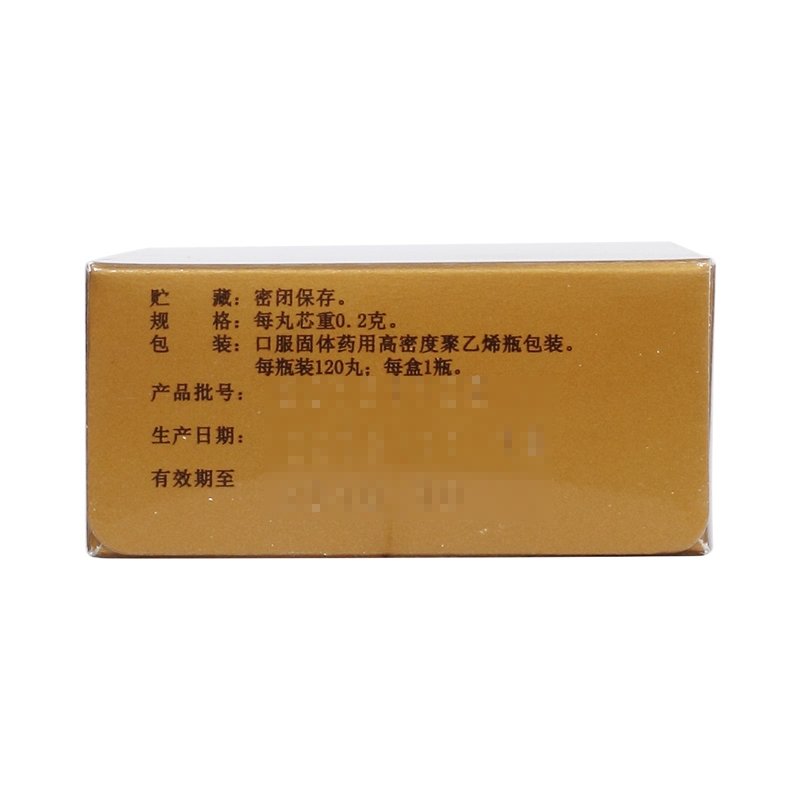 贮　　藏：密闭保存。
规　　格：每丸芯重0.2克。
包　　装：口服固体药用高密度聚乙烯瓶包装。
每瓶装120丸；每盒1瓶。
产品批号：
生产日期：
有效期至